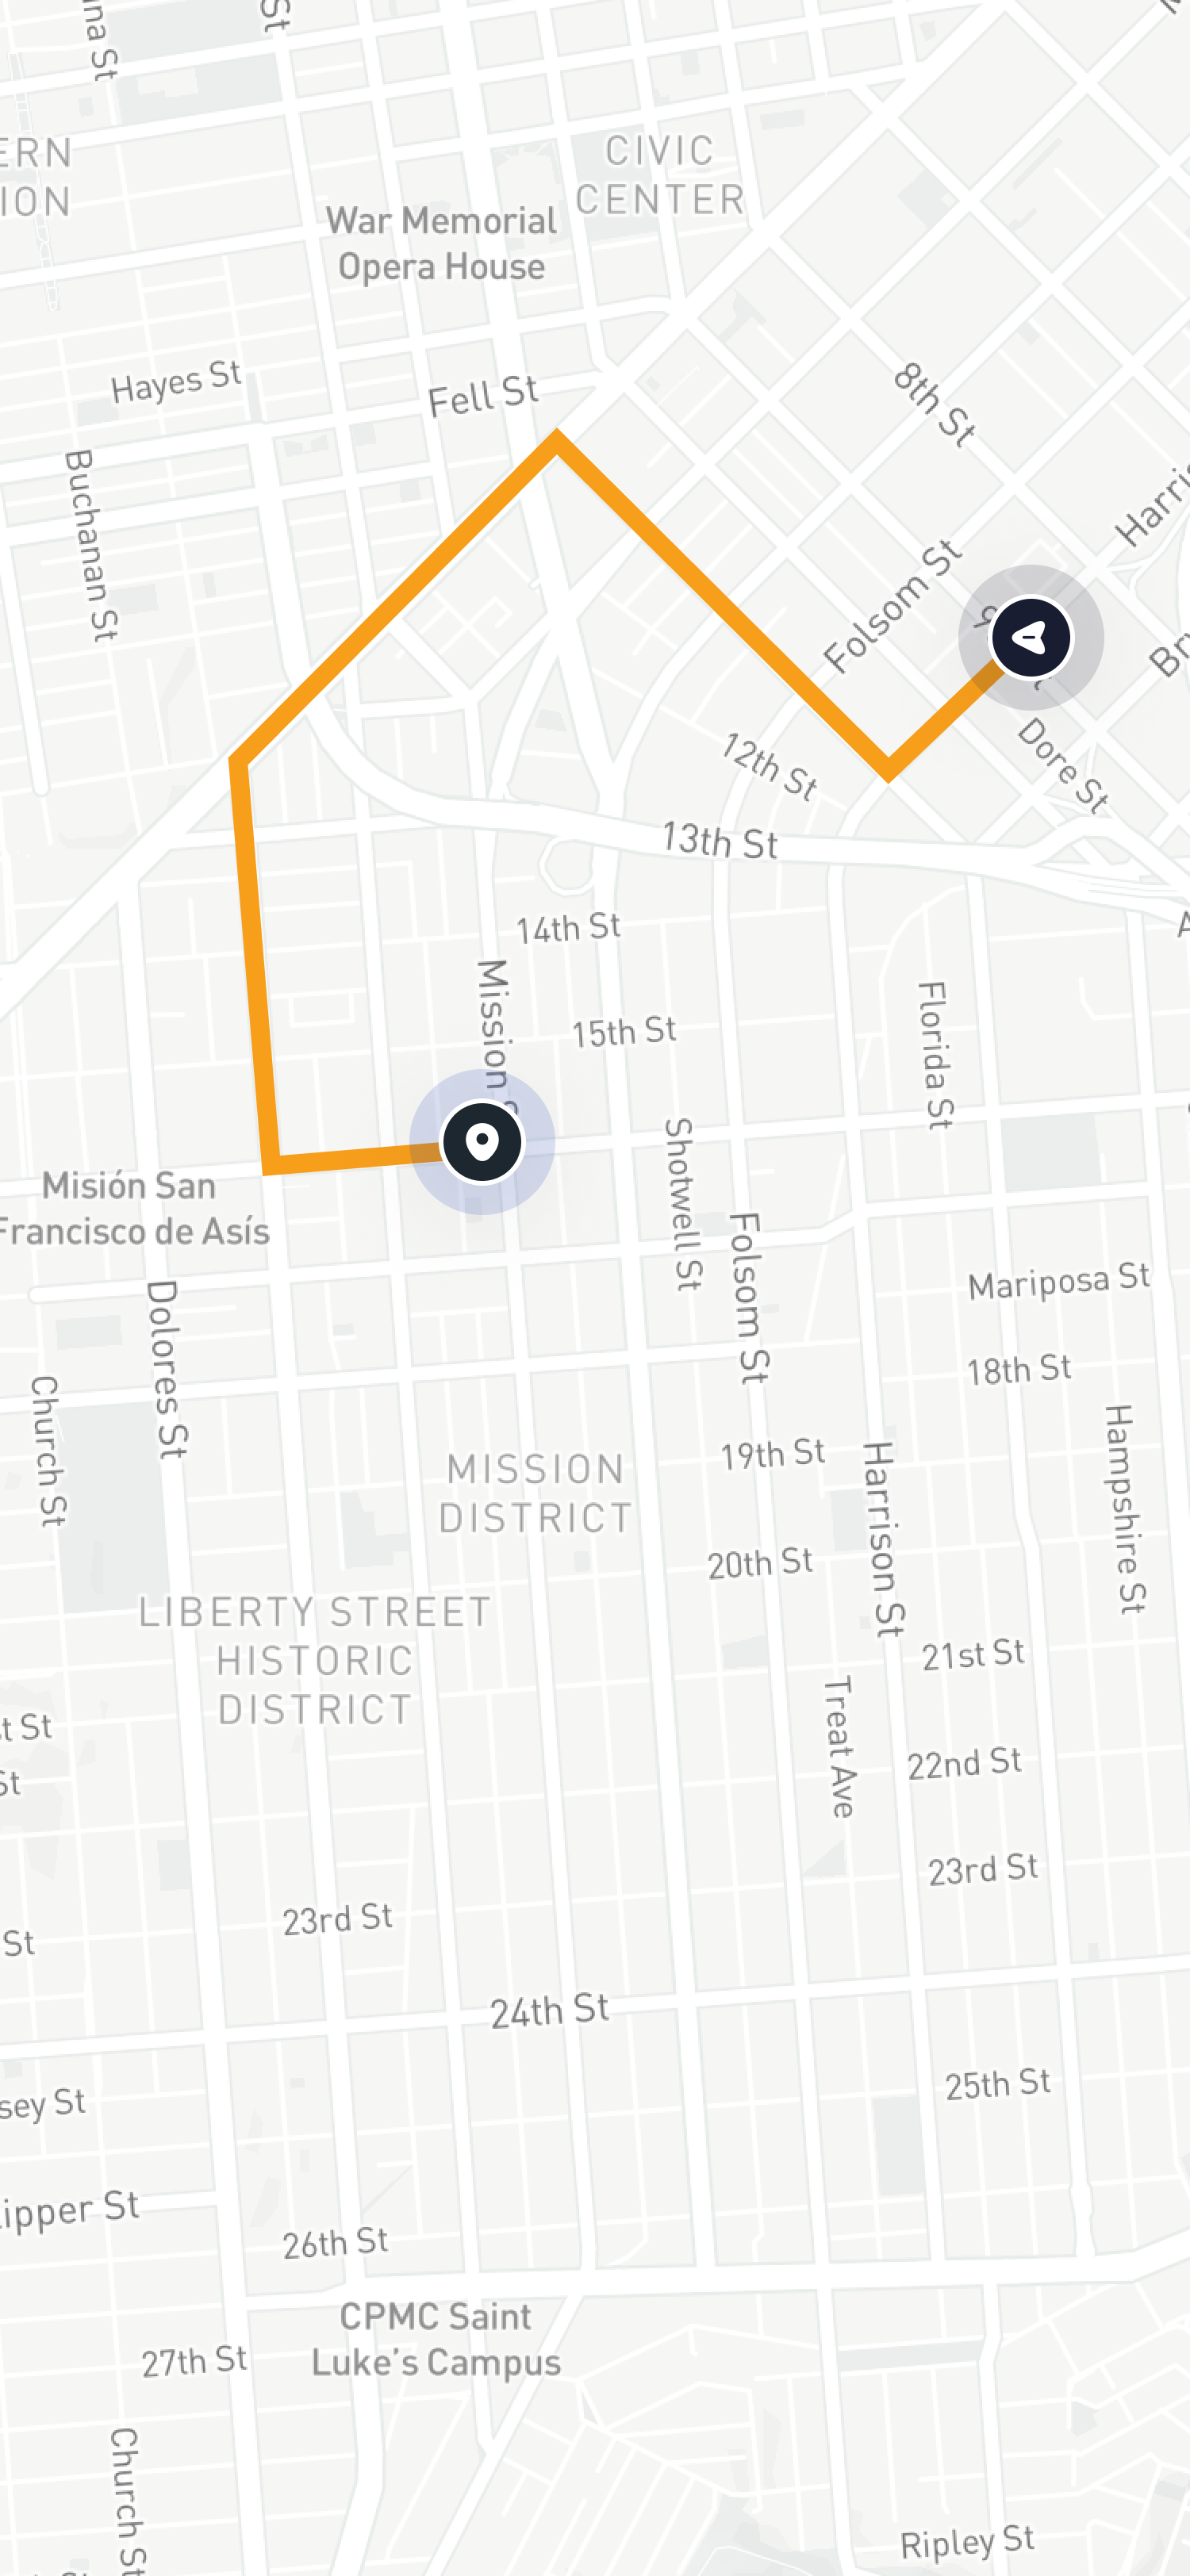 na St
St
ERN
ION
CIVIC
CENTER
War Memorial
Opera House
Hayes St
Fell St
8th St
Buchanan St
Harris
Folsom St
Br
12th St
Dore St
13th St
14th St
A
Mission
15th St
Florida St
Shotwell St
Misión San
Francisco de Asís
Folsom St
Mariposa St
Dolores St
18th St
Church St
Hampshire St
19th St
Harrison St
MISSION
DISTRICT
20th St
LIBERTY STREET
HISTORIC
DISTRICT
21st St
t St
Treat Ave
22nd St
St
23rd St
23rd St
St
24th St
25th St
sey St
ipper St
26th St
CPMC Saint
Luke's Campus
27th St
Church St
Ripley St